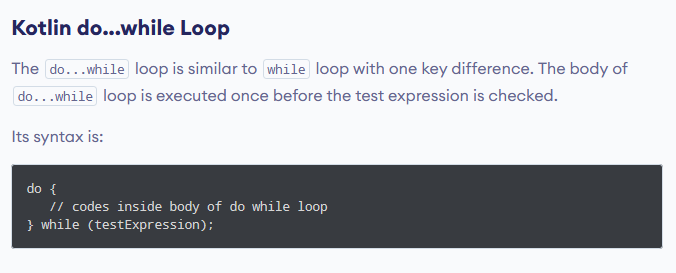 Kotlin do...while Loop
The do...while loop is similar to while loop with one key difference. The body of
do...while loop is executed once before the test expression is checked.
Its syntax is:
do {
   // codes inside body of do while loop
} while (testExpression);